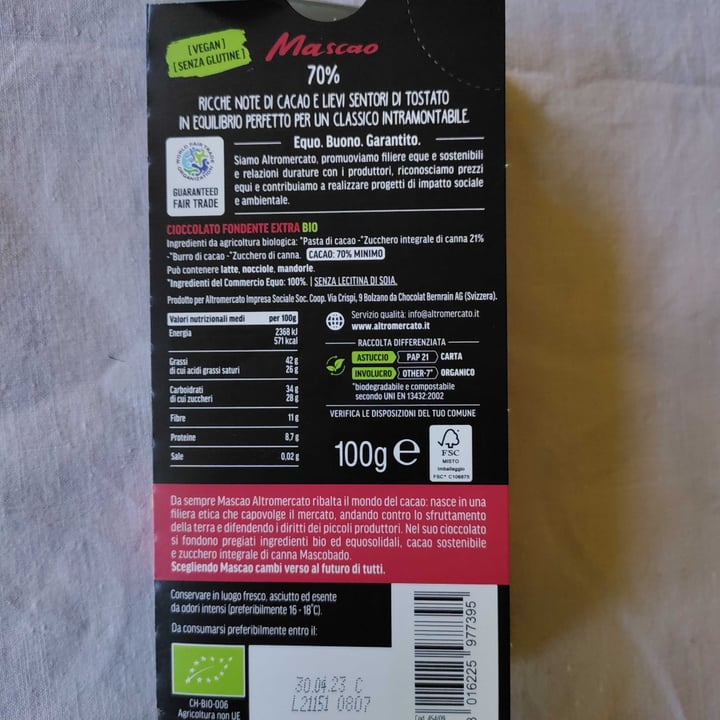 [VEGAN]
[SENZA GLUTINE]
Mascao
70%
RICCHE NOTE DI CACAO E LIEVI SENTORI DI TOSTATO
IN EQUILIBRIO PERFETTO PER UN CLASSICO INTRAMONTABILE.
WORLD FAIR TRADE ORGANIZATION
GUARANTEED
FAIR TRADE
Equo. Buono. Garantito.
Siamo Altromercato, promuoviamo filiere eque e sostenibili
e relazioni durature con i produttori, riconosciamo prezzi
equi e contribuiamo a realizzare progetti di impatto sociale
e ambientale.
CIOCCOLATO FONDENTE EXTRA BIO
Ingredienti da agricoltura biologica: °*Pasta di cacao -°*Zucchero integrale di canna 21%
-°*Burro di cacao -°*Zucchero di canna. CACAO: 70% MINIMO
Può contenere latte, nocciole, mandorle.
°*Ingredienti del Commercio Equo: 100%. | SENZA LECITINA DI SOIA.
Prodotto per Altromercato Impresa Sociale Soc. Coop. Via Crispi, 9 Bolzano da Chocolat Bernrain AG (Svizzera).
Valori nutrizionali medi per 100g
Energia 2368 kJ
571 kcal
Grassi 42 g
di cui acidi grassi saturi 26 g
Carboidrati 34 g
di cui zuccheri 28 g
Fibre 11 g
Proteine 8,7 g
Sale 0,02 g
Servizio qualità: info@altromercato.it
www.altromercato.it
RACCOLTA DIFFERENZIATA
ASTUCCIO PAP 21 CARTA
INVOLUCRO OTHER-7* ORGANICO
*biodegradabile e compostabile
secondo UNI EN 13432:2002
VERIFICA LE DISPOSIZIONI DEL TUO COMUNE
100g e
FSC
MISTO
Imballaggio
FSC® C106875
Da sempre Mascao Altromercato ribalta il mondo del cacao: nasce in una
filiera etica che capovolge il mercato, andando contro lo sfruttamento
della terra e difendendo i diritti dei piccoli produttori. Nel suo cioccolato
si fondono pregiati ingredienti bio ed equosolidali, cacao sostenibile
e zucchero integrale di canna Mascobado.
Scegliendo Mascao cambi verso al futuro di tutti.
Conservare in luogo fresco, asciutto ed esente
da odori intensi (preferibilmente 16 - 18°C).
Da consumarsi preferibilmente entro il:
CH-BIO-006
Agricoltura non UE
30.04.23 C
L21151 0807
8 016225 977395